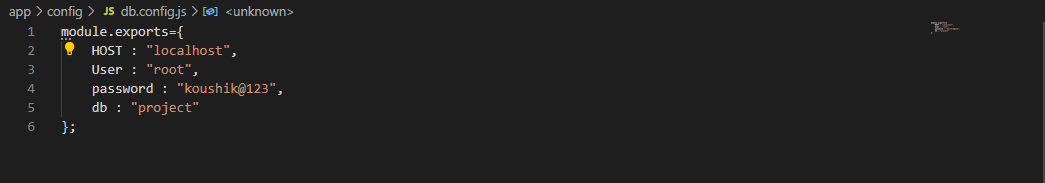 app > config > JS db.config.js > <unknown>
1 module.exports={
2 HOST : "localhost",
3 User : "root",
4 password : "koushik@123",
5 db : "project"
6 };